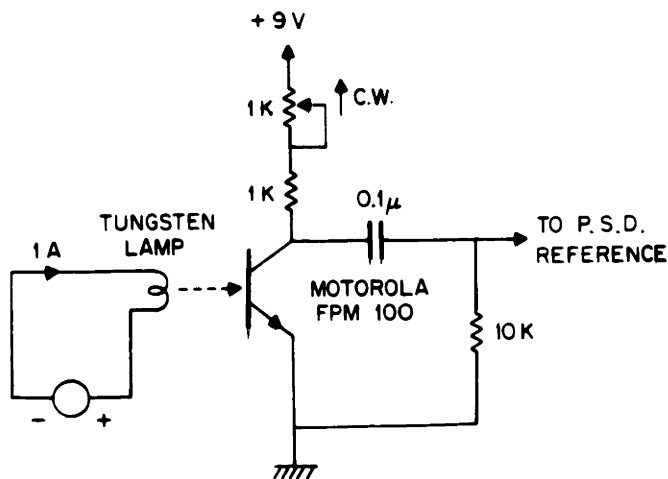 +9V
1K
C.W.
1K
0.1μ
TUNGSTEN
LAMP
1A
TO P.S.D.
REFERENCE
MOTOROLA
FPM 100
10K
- +